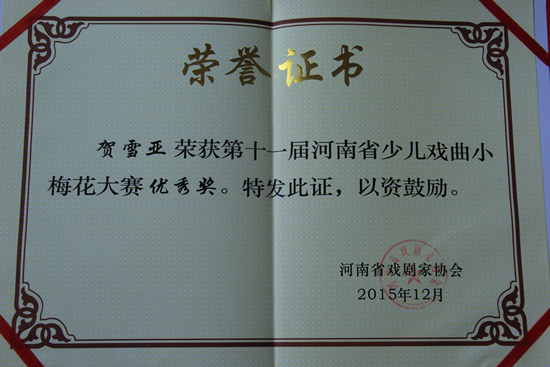 荣誉证书
贺雪亚 荣获第十一届河南省少儿戏曲小
梅花大赛 优秀奖。特发此证，以资鼓励。
河南省戏剧家协会
2015年12月